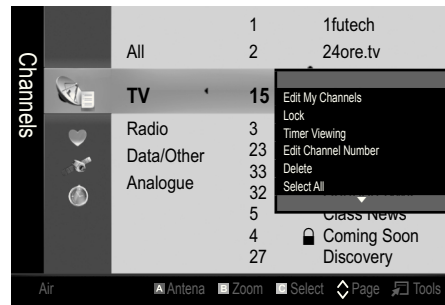 Channels
1 1futech
All 2 24ore.tv
TV 15
Radio 3
Data/Other 23
Analogue 33
32
5 Class News
4 Coming Soon
27 Discovery
Edit My Channels
Lock
Timer Viewing
Edit Channel Number
Delete
Select All
Air A Antena B Zoom C Select Page Tools